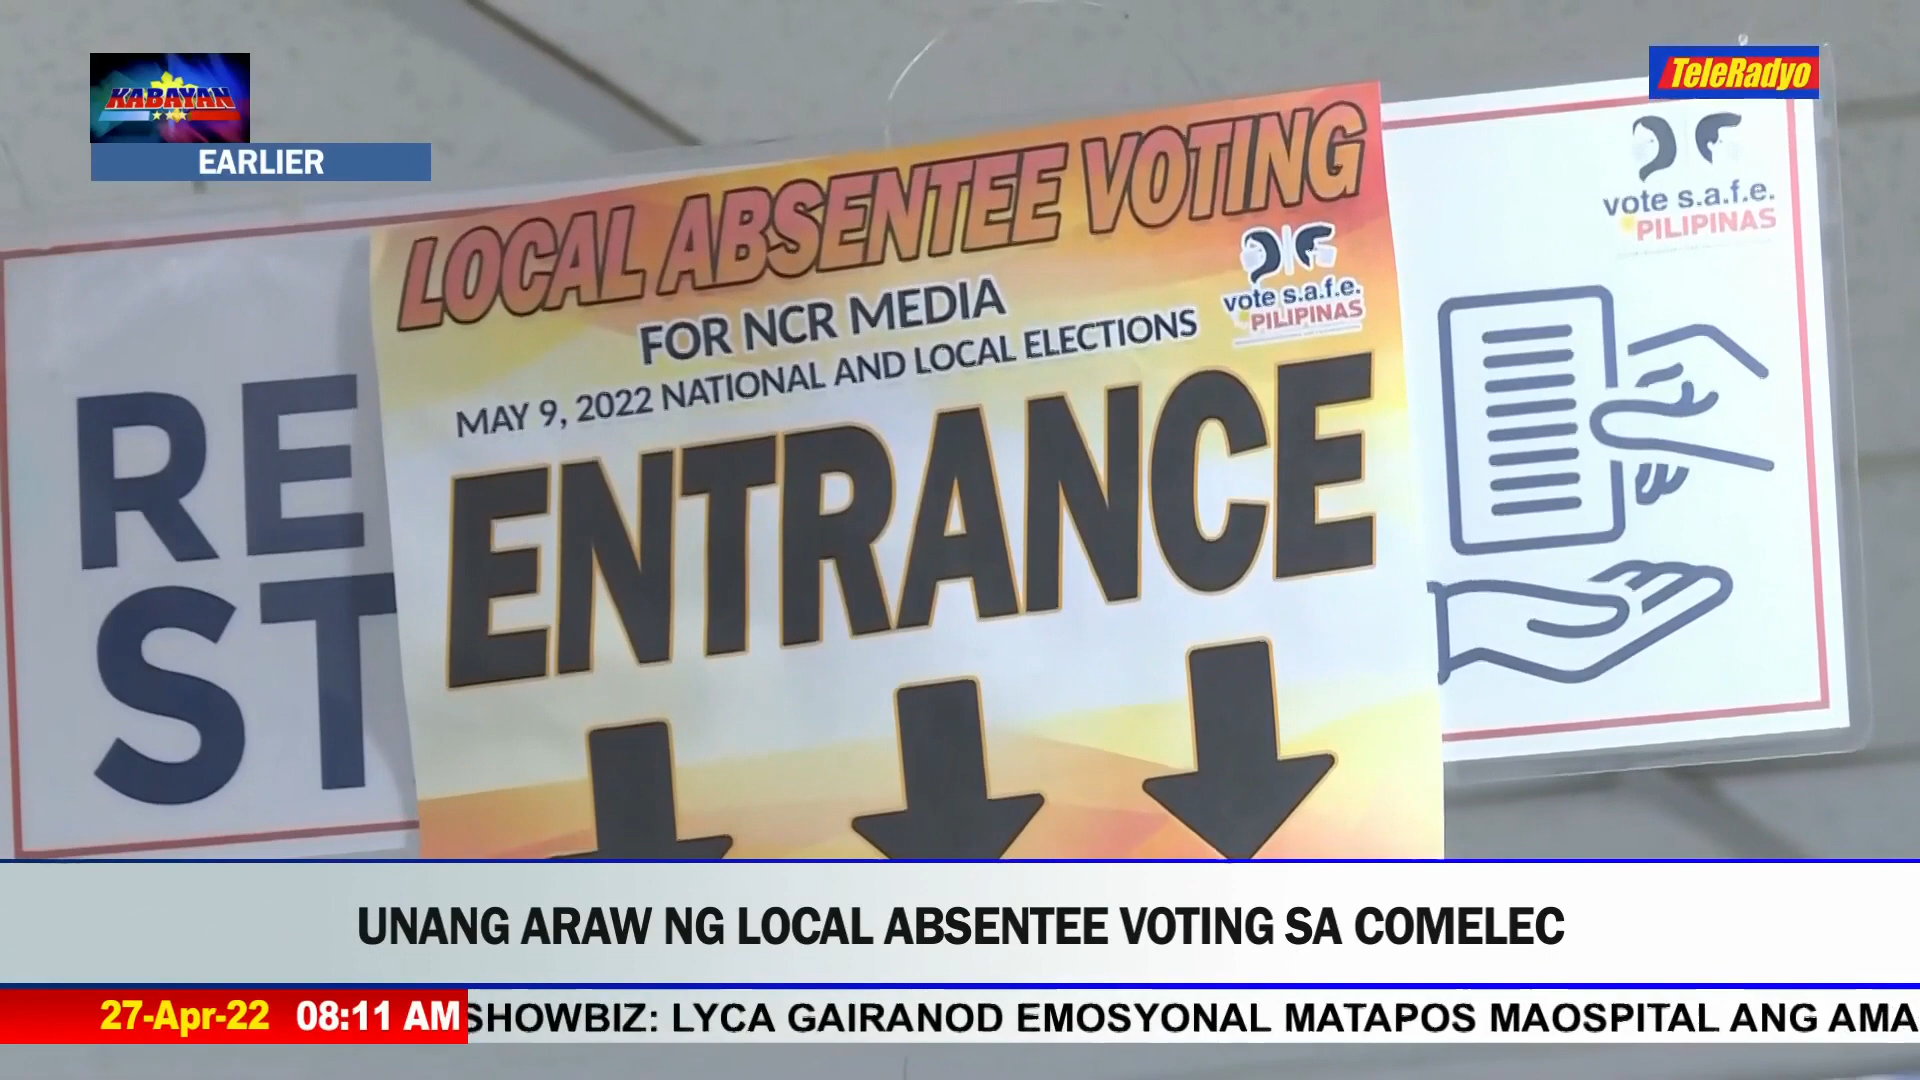 KABAYAN
EARLIER
TeleRadyo
LOCAL ABSENTEE VOTING
FOR NCR MEDIA
MAY 9, 2022 NATIONAL AND LOCAL ELECTIONS
vote s.a.f.e.
PILIPINAS
ENTRANCE
vote s.a.f.e.
PILIPINAS
RE
ST
UNANG ARAW NG LOCAL ABSENTEE VOTING SA COMELEC
27-Apr-22 08:11 AM
SHOWBIZ: LYCA GAIRANOD EMOSYONAL MATAPOS MAOSPITAL ANG AMA